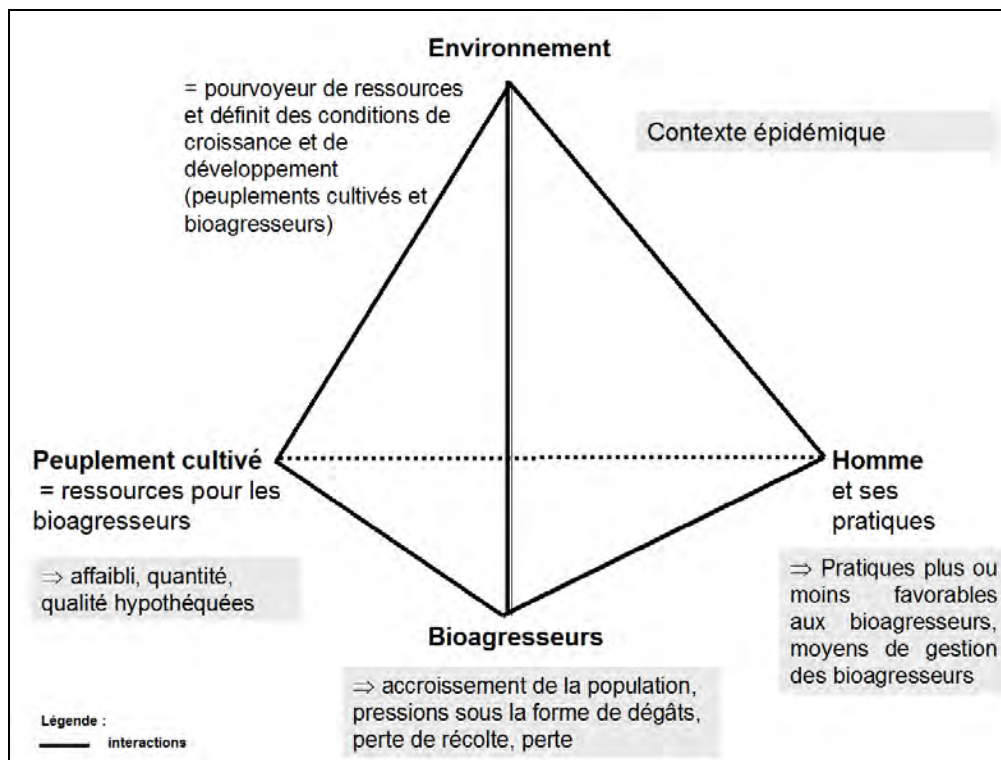 Environnement
= pourvoyeur de ressources
et définit des conditions de
croissance et de
développement
(peuplements cultivés et
bioagresseurs)
Contexte épidémique
Peuplement cultivé
= ressources pour les
bioagresseurs
⇒ affaibli, quantité,
qualité hypothéquées
Homme
et ses
pratiques
⇒ Pratiques plus ou
moins favorables
aux bioagresseurs,
moyens de gestion
des bioagresseurs
Bioagresseurs
⇒ accroissement de la population,
pressions sous la forme de dégâts,
perte de récolte, perte
Légende :
interactions